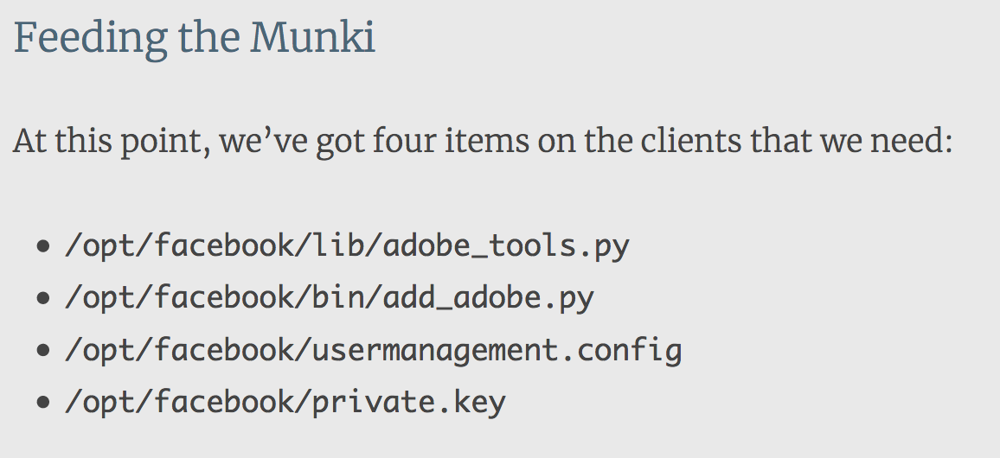 Feeding the Munki
At this point, we’ve got four items on the clients that we need:
• /opt/facebook/lib/adobe_tools.py
• /opt/facebook/bin/add_adobe.py
• /opt/facebook/usermanagement.config
• /opt/facebook/private.key